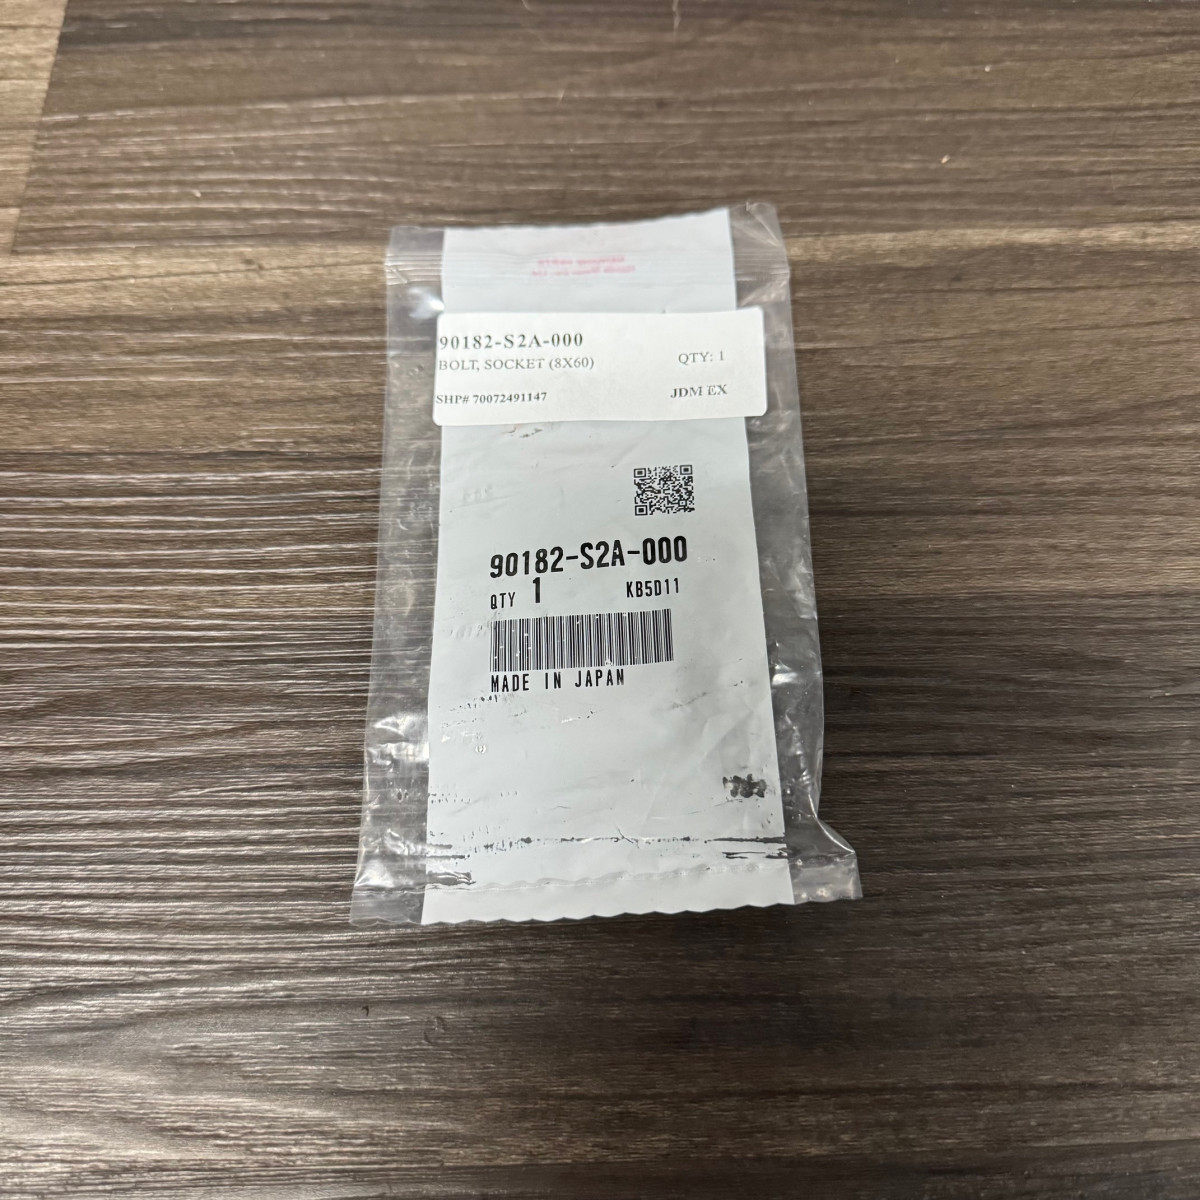 90182-S2A-000
BOLT, SOCKET (8X60)
QTY: 1
SHP# 70072491147
JDM EX
90182-S2A-000
QTY 1
KB5D11
MADE IN JAPAN